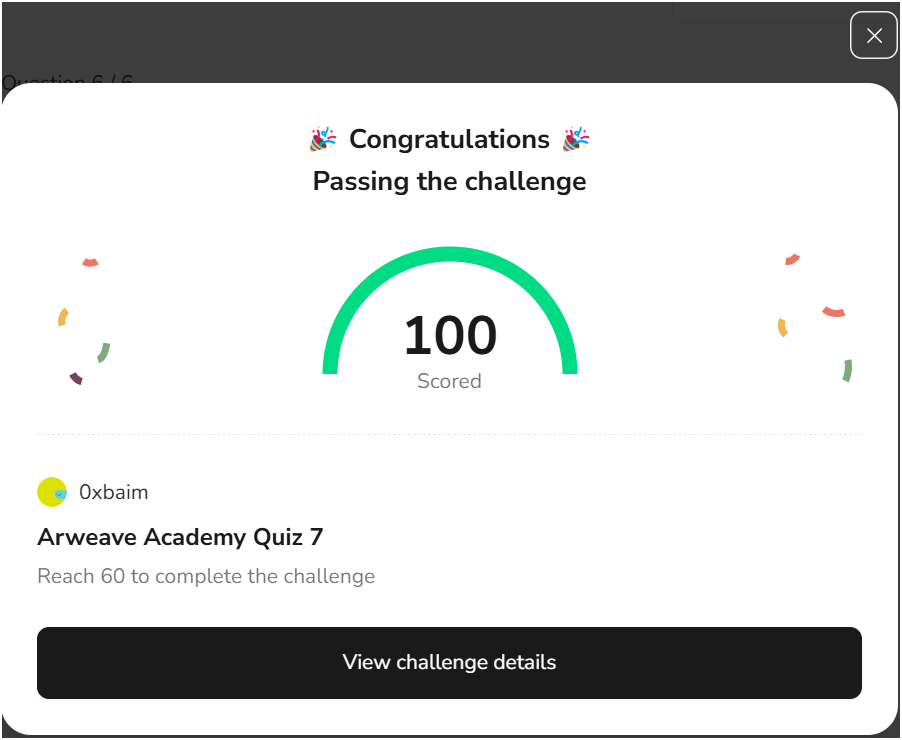 Question 6 / 6
🎉 Congratulations 🎉
Passing the challenge
100
Scored
0xbaim
Arweave Academy Quiz 7
Reach 60 to complete the challenge
View challenge details